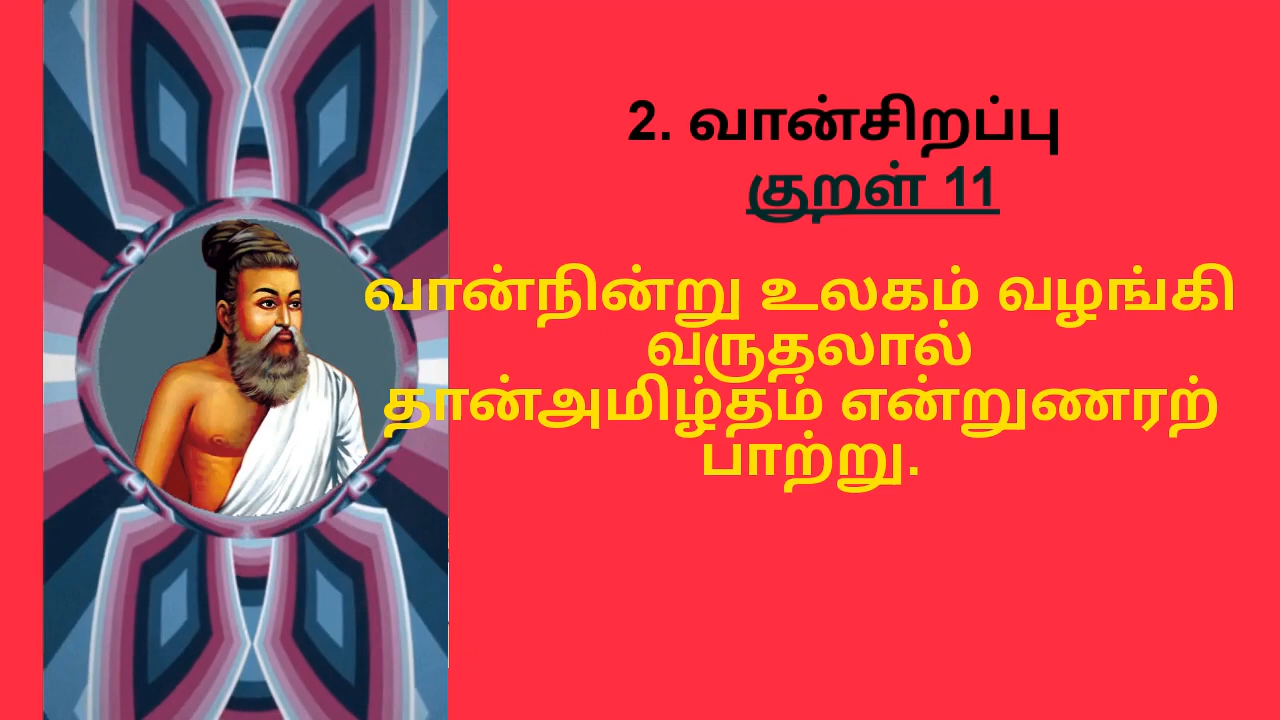 2. வான்சிறப்பு
குறள் 11
வான்நின்று உலகம் வழங்கி
வருதலால்
தான்அமிழ்தம் என்றுணரற்
பாற்று.